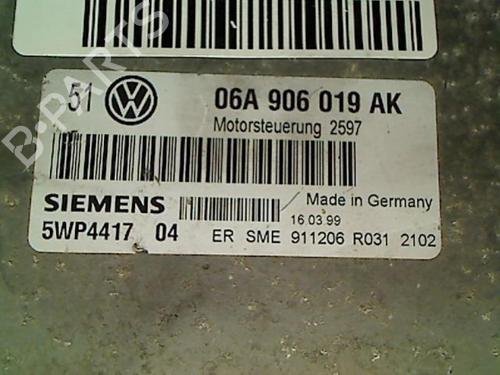 51 06A 906 019 AK
Motorsteuerung 2597
SIEMENS
Made in Germany
16 03 99
5WP4417 04 ER SME 911206 R031 2102
B-PARTS